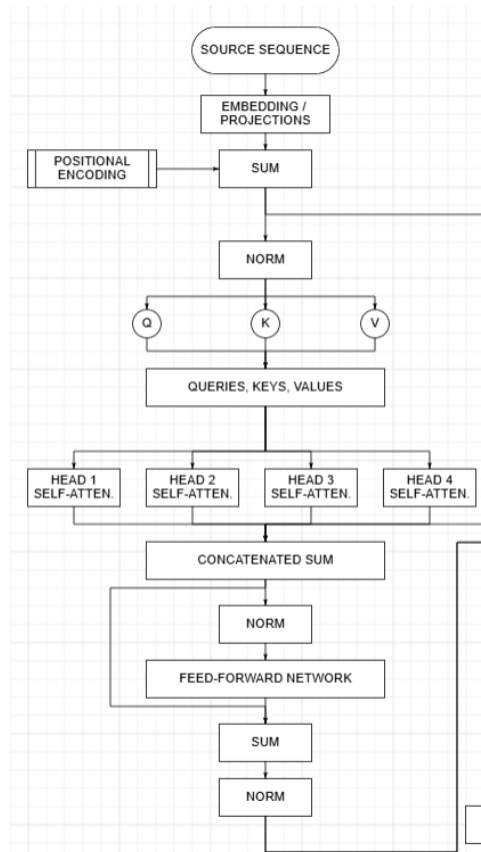 SOURCE SEQUENCE
EMBEDDING /
PROJECTIONS
POSITIONAL
ENCODING
SUM
NORM
Q
K
V
QUERIES, KEYS, VALUES
HEAD 1
SELF-ATTEN.
HEAD 2
SELF-ATTEN.
HEAD 3
SELF-ATTEN.
HEAD 4
SELF-ATTEN.
CONCATENATED SUM
NORM
FEED-FORWARD NETWORK
SUM
NORM